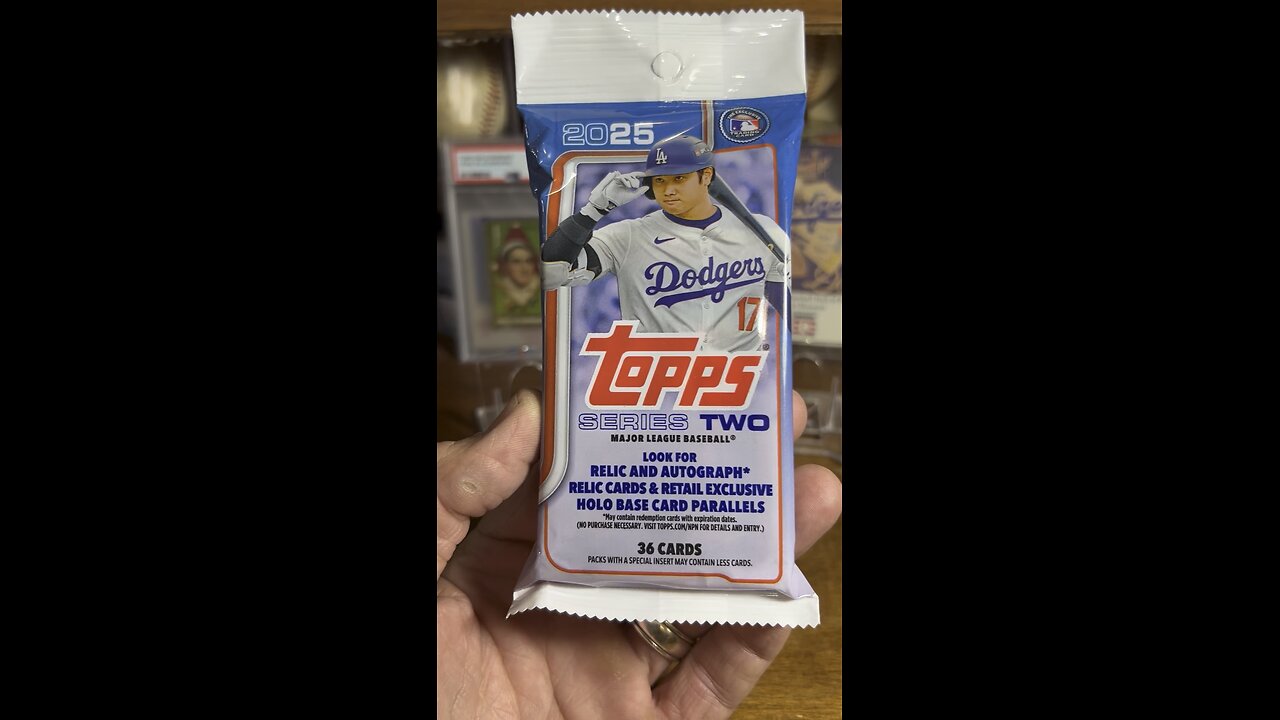 2025
LA
Dodgers
17
TOPPS
SERIES TWO
MAJOR LEAGUE BASEBALL®
LOOK FOR
RELIC AND AUTOGRAPH*
RELIC CARDS & RETAIL EXCLUSIVE
HOLO BASE CARD PARALLELS
*May contain redemption cards with expiration dates.
(NO PURCHASE NECESSARY. VISIT TOPPS.COM/NPN FOR DETAILS AND ENTRY.)
36 CARDS
PACKS WITH A SPECIAL INSERT MAY CONTAIN LESS CARDS.